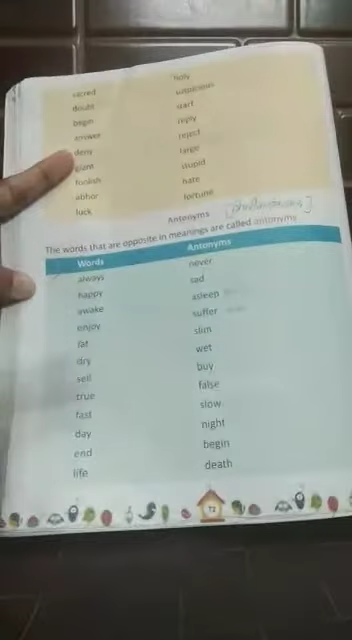 sacred holy
doubt suspicious
begin start
answer reply
deny reject
giant large
foolish stupid
abhor hate
luck fortune
Antonyms
The words that are opposite in meanings are called antonyms
Words Antonyms
always never
happy sad
awake asleep
enjoy suffer
fat slim
dry wet
sell buy
true false
fast slow
day night
end begin
life death
72